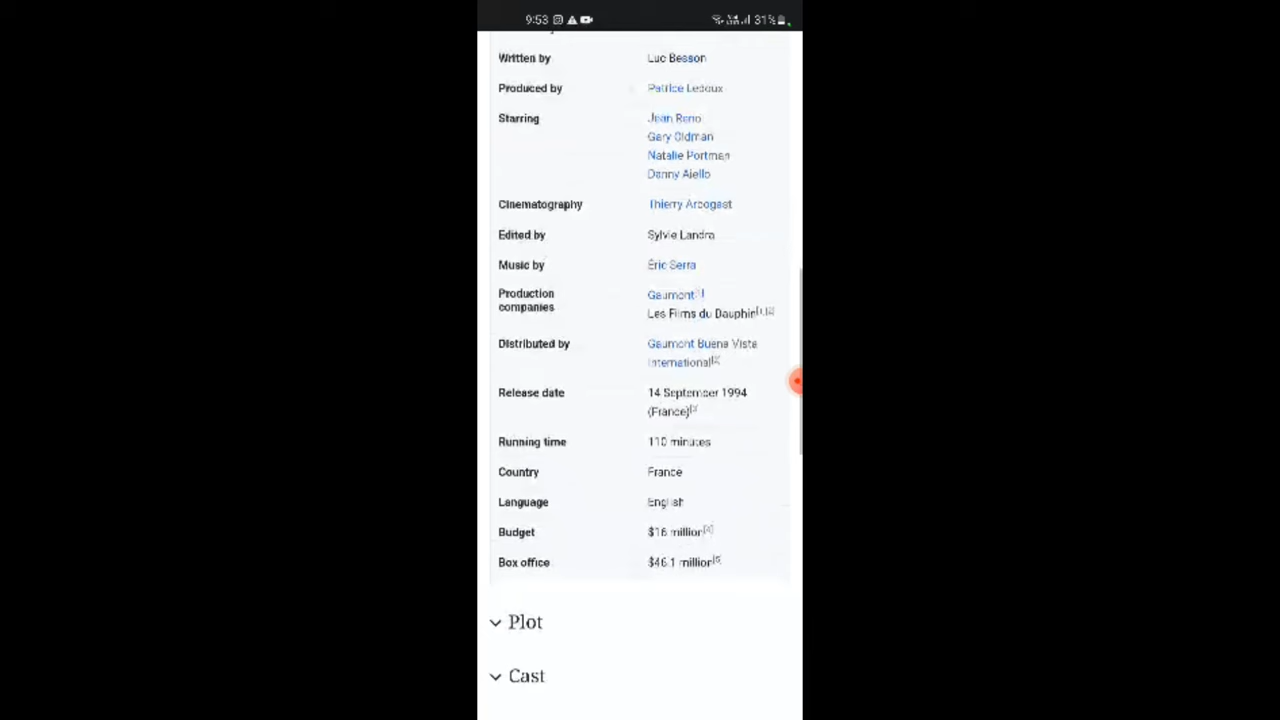 9:53
31%
Written by
Luc Besson
Produced by
Patrice Ledoux
Starring
Jean Reno
Gary Oldman
Natalie Portman
Danny Aiello
Cinematography
Thierry Arbogast
Edited by
Sylvie Landra
Music by
Éric Serra
Production
companies
Gaumont[1]
Les Films du Dauphin[1][2]
Distributed by
Gaumont Buena Vista
International
Release date
14 September 1994
(France)
Running time
110 minutes
Country
France
Language
English
Budget
$16 million
Box office
$46.1 million
Plot
Cast